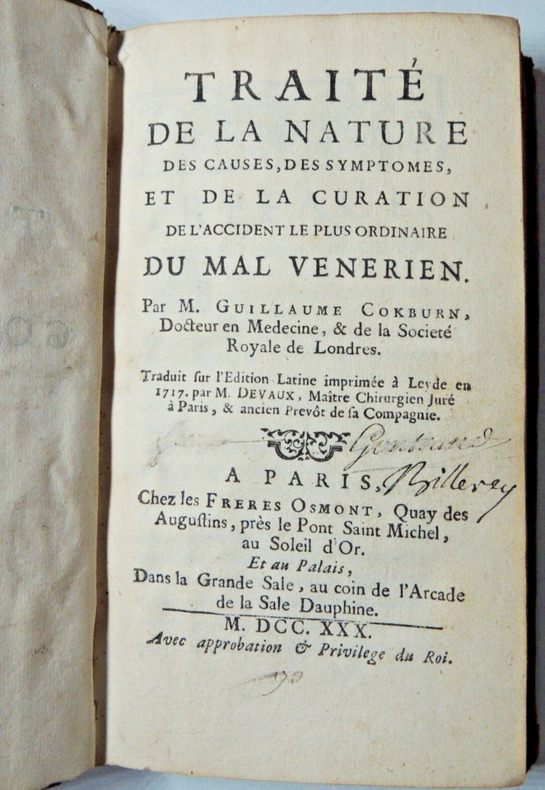 TRAITÉ
DE LA NATURE
DES CAUSES, DES SYMPTOMES,
ET DE LA CURATION
DE L'ACCIDENT LE PLUS ORDINAIRE
DU MAL VENERIEN.
Par M. GUILLAUME COKBURN,
Docteur en Medecine, & de la Societé
Royale de Londres.
Traduit sur l'Edition Latine imprimée à Leyde en
1717. par M. DEVAUX, Maître Chirurgien Juré
à Paris, & ancien Prevôt de sa Compagnie.
A PARIS,
Billerey
Chez les FRERES OSMONT, Quay des
Augustins, près le Pont Saint Michel,
au Soleil d'Or.
Et au Palais,
Dans la Grande Sale, au coin de l'Arcade
de la Sale Dauphine.
M. DCC. XXX.
Avec approbation & Privilege du Roi.